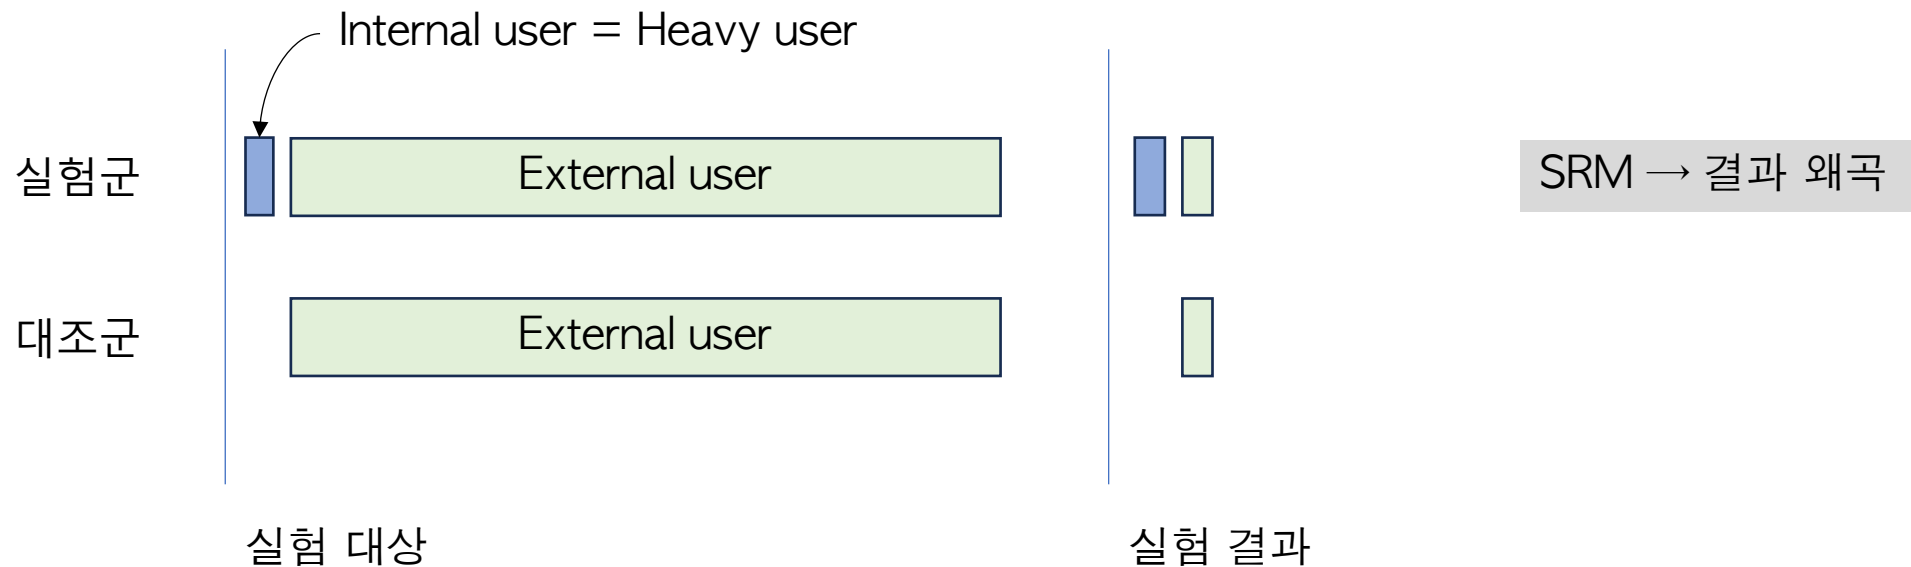 Internal user = Heavy user
실험군
External user
SRM → 결과 왜곡
대조군
External user
실험 대상
실험 결과